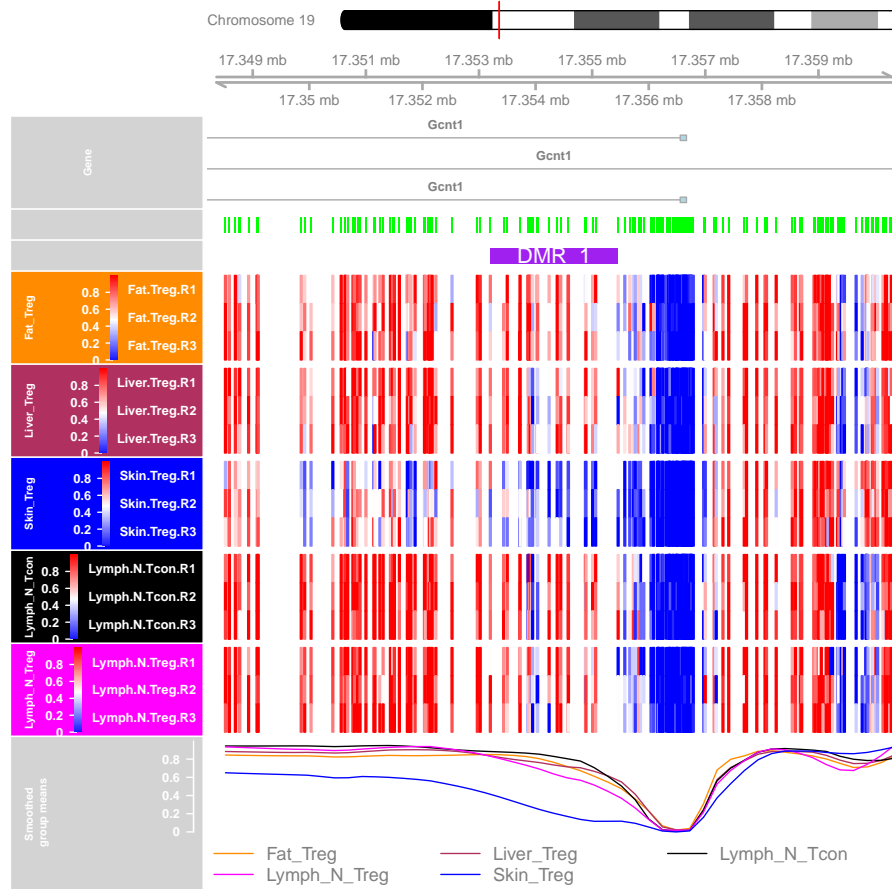 Chromosome 19
17.349 mb 17.351 mb 17.353 mb 17.355 mb 17.357 mb 17.359 mb
17.35 mb 17.352 mb 17.354 mb 17.356 mb 17.358 mb
Gene
Gcnt1
Gcnt1
Gcnt1
DMR_1
Fat_Treg
0.8
0.6
0.4
0.2
0
Fat.Treg.R1
Fat.Treg.R2
Fat.Treg.R3
Liver_Treg
0.8
0.6
0.4
0.2
0
Liver.Treg.R1
Liver.Treg.R2
Liver.Treg.R3
Skin_Treg
0.8
0.6
0.4
0.2
0
Skin.Treg.R1
Skin.Treg.R2
Skin.Treg.R3
Lymph_N_Tcon
0.8
0.6
0.4
0.2
0
Lymph.N.Tcon.R1
Lymph.N.Tcon.R2
Lymph.N.Tcon.R3
Lymph_N_Treg
0.8
0.6
0.4
0.2
0
Lymph.N.Treg.R1
Lymph.N.Treg.R2
Lymph.N.Treg.R3
Smoothed
group means
0.8
0.6
0.4
0.2
0
Fat_Treg Liver_Treg Lymph_N_Tcon
Lymph_N_Treg Skin_Treg